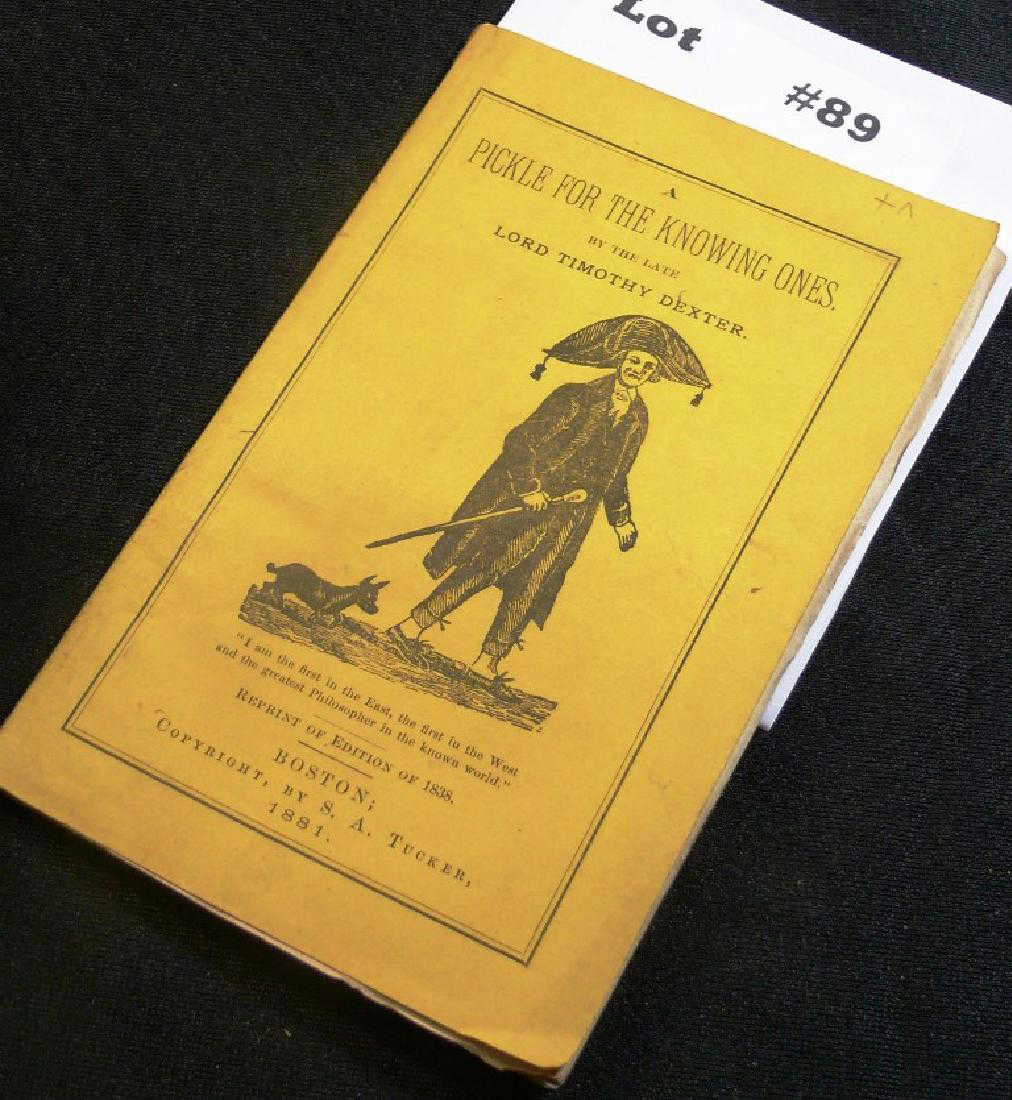 Lot
#89
A
PICKLE FOR THE KNOWING ONES.
BY THE LATE
LORD TIMOTHY DEXTER.
"I am the first in the East, the first in the West
and the greatest Philosopher in the known world."
REPRINT OF EDITION OF 1838.
BOSTON;
COPYRIGHT, BY S. A. TUCKER,
1881.